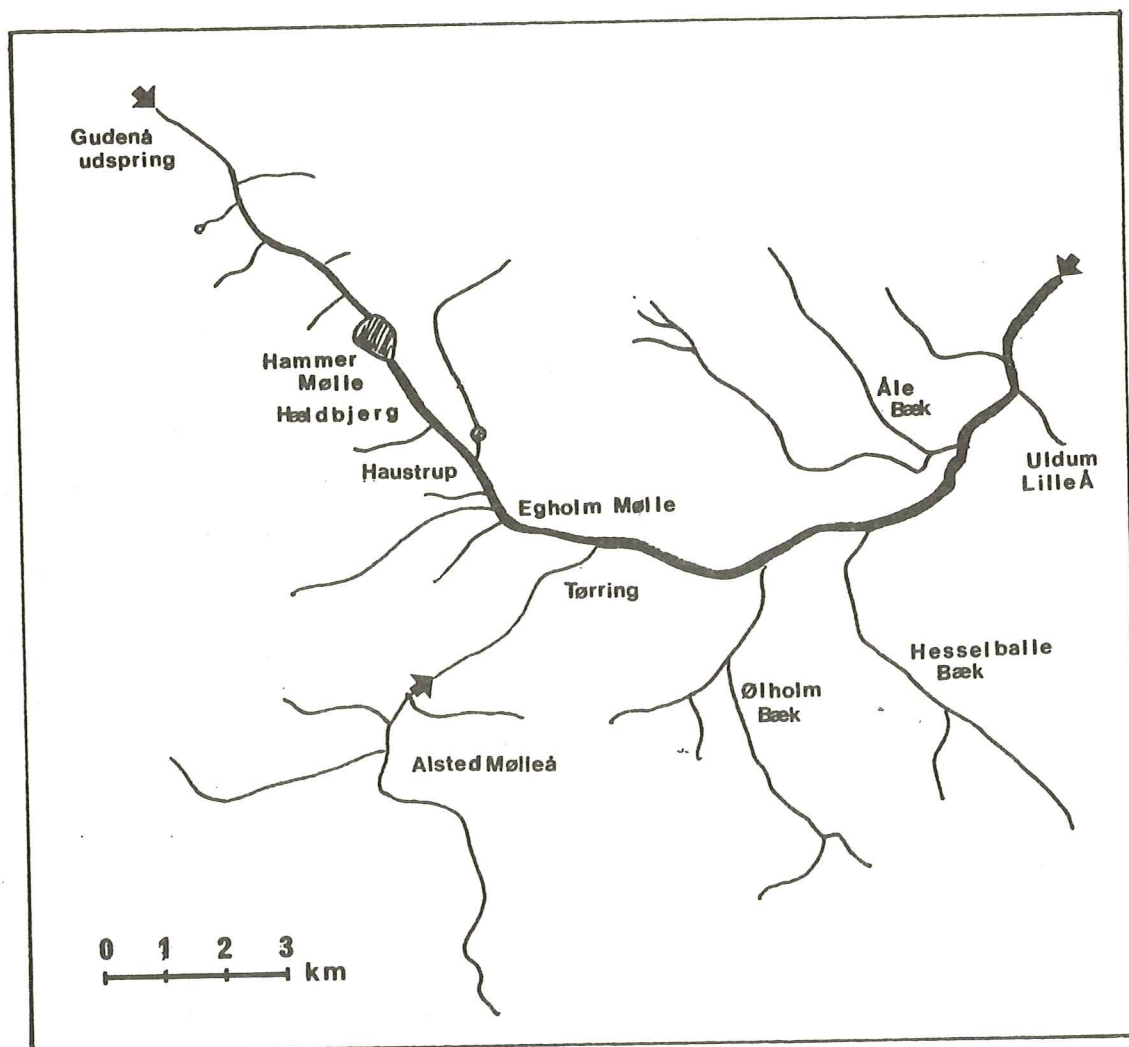 Gudenå
udspring
Hammer
Mølle
Hældbjerg
Haustrup
Egholm Mølle
Åle
Bæk
Uldum
Lille Å
Tørring
Hesselballe
Bæk
Ølholm
Bæk
Alsted Mølleå
0 1 2 3
km